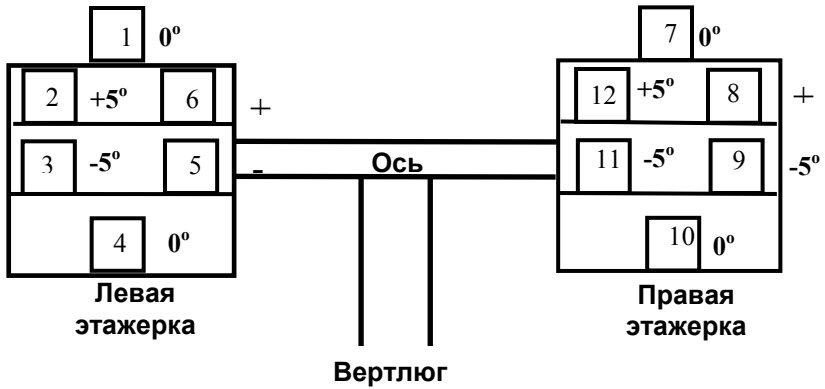 1 0º
7 0º
2 +5º 6 +
12 +5º 8 +
3 -5º 5 -
Ось
11 -5º 9 -5º
4 0º
10 0º
Левая
этажерка
Правая
этажерка
Вертлюг